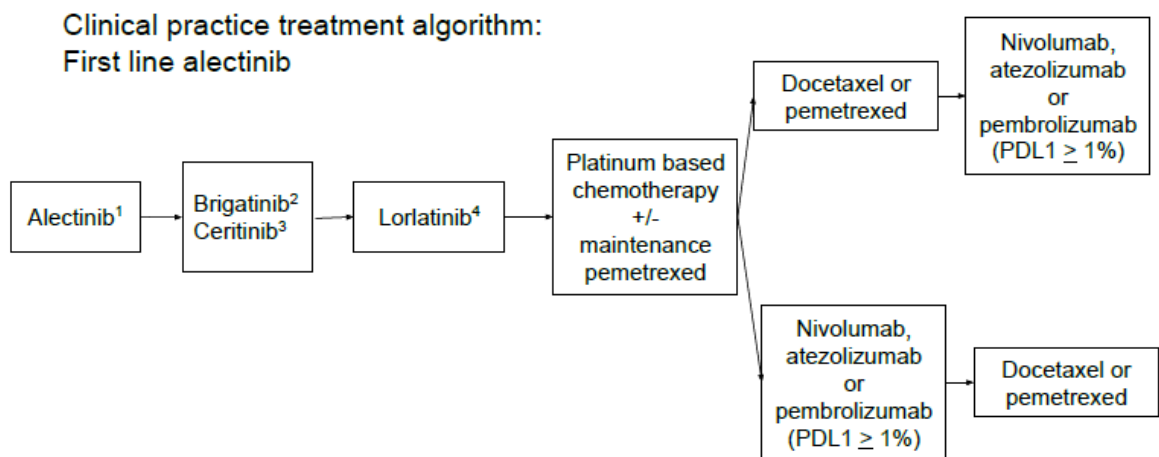 Clinical practice treatment algorithm:
First line alectinib
Alectinib¹
Brigatinib²
Ceritinib³
Lorlatinib⁴
Platinum based
chemotherapy
+/-
maintenance
pemetrexed
Docetaxel or
pemetrexed
Nivolumab,
atezolizumab
or
pembrolizumab
(PDL1 ≥ 1%)
Nivolumab,
atezolizumab
or
pembrolizumab
(PDL1 ≥ 1%)
Docetaxel or
pemetrexed